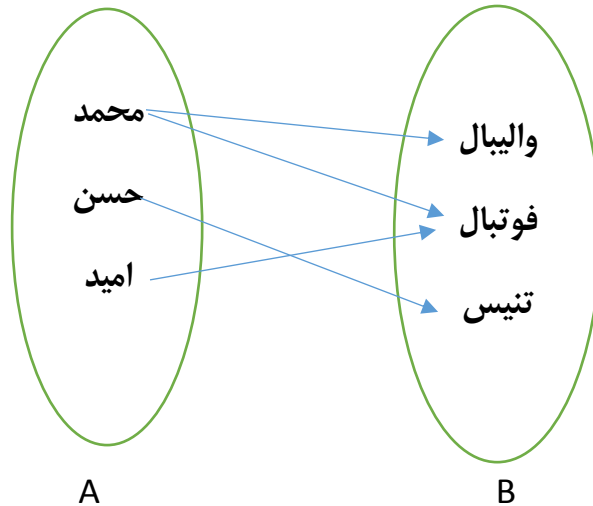 محمد
حسن
امید
A
والیبال
فوتبال
تنیس
B